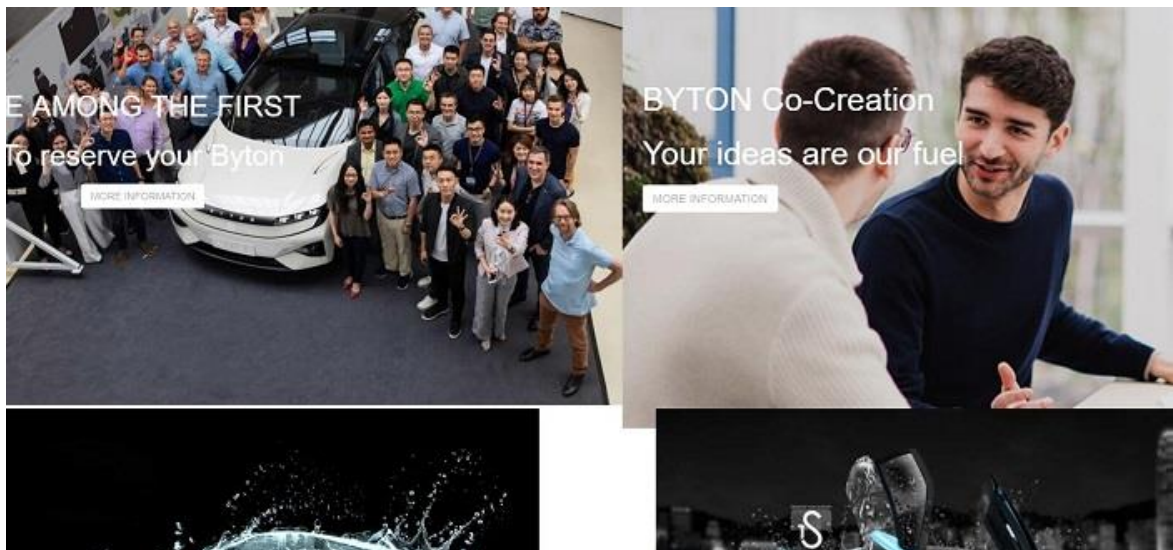 E AMONG THE FIRST
To reserve your Byton
MORE INFORMATION
BYTON Co-Creation
Your ideas are our fuel
MORE INFORMATION